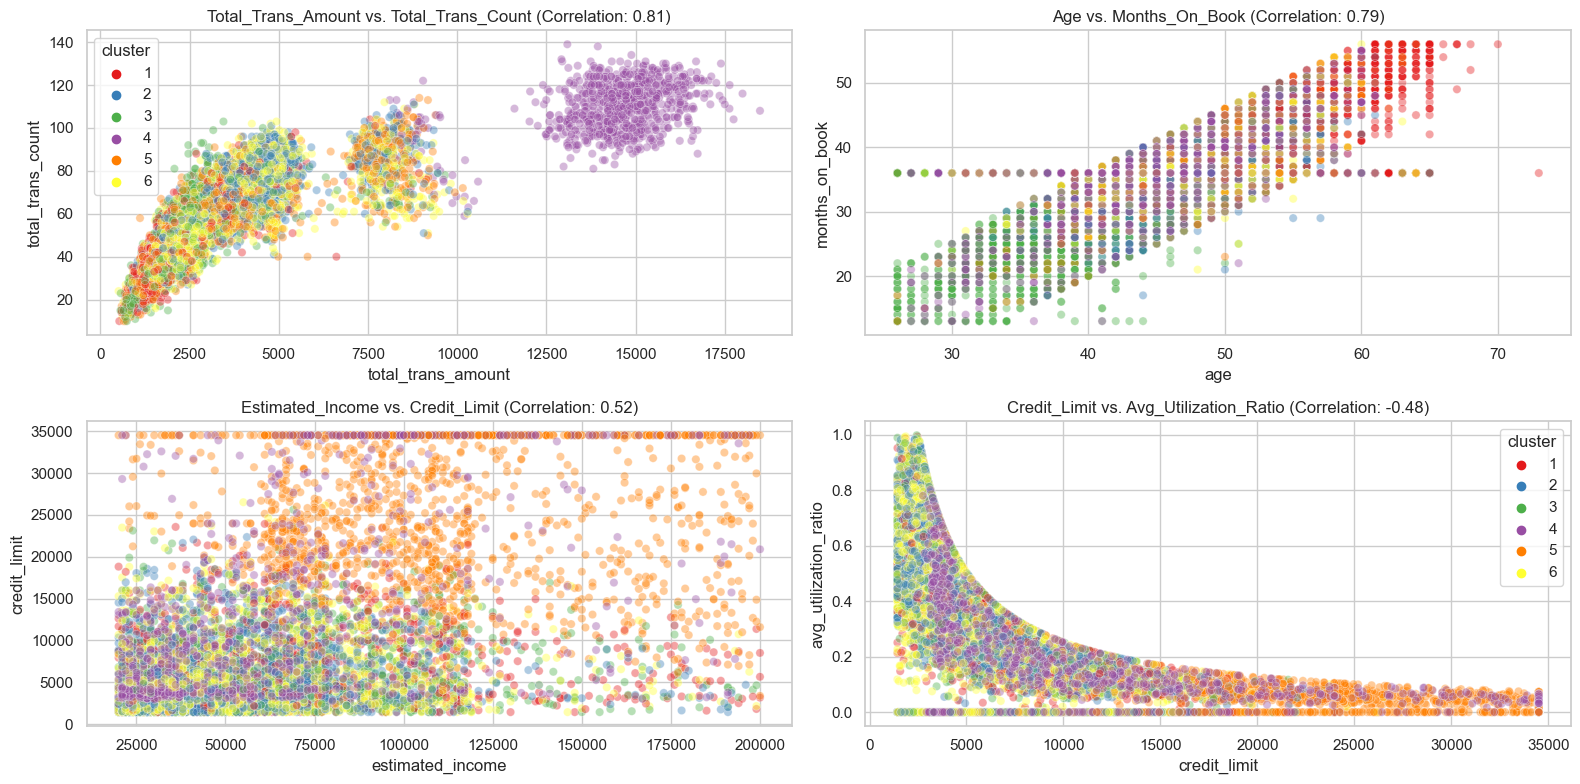 Total_Trans_Amount vs. Total_Trans_Count (Correlation: 0.81)
cluster
1
2
3
4
5
6
140
120
100
80
60
40
20
total_trans_count
0 2500 5000 7500 10000 12500 15000 17500
total_trans_amount
Age vs. Months_On_Book (Correlation: 0.79)
50
40
30
20
months_on_book
30 40 50 60 70
age
Estimated_Income vs. Credit_Limit (Correlation: 0.52)
35000
30000
25000
20000
15000
10000
5000
0
credit_limit
25000 50000 75000 100000 125000 150000 175000 200000
estimated_income
Credit_Limit vs. Avg_Utilization_Ratio (Correlation: -0.48)
cluster
1
2
3
4
5
6
1.0
0.8
0.6
0.4
0.2
0.0
avg_utilization_ratio
0 5000 10000 15000 20000 25000 30000 35000
credit_limit